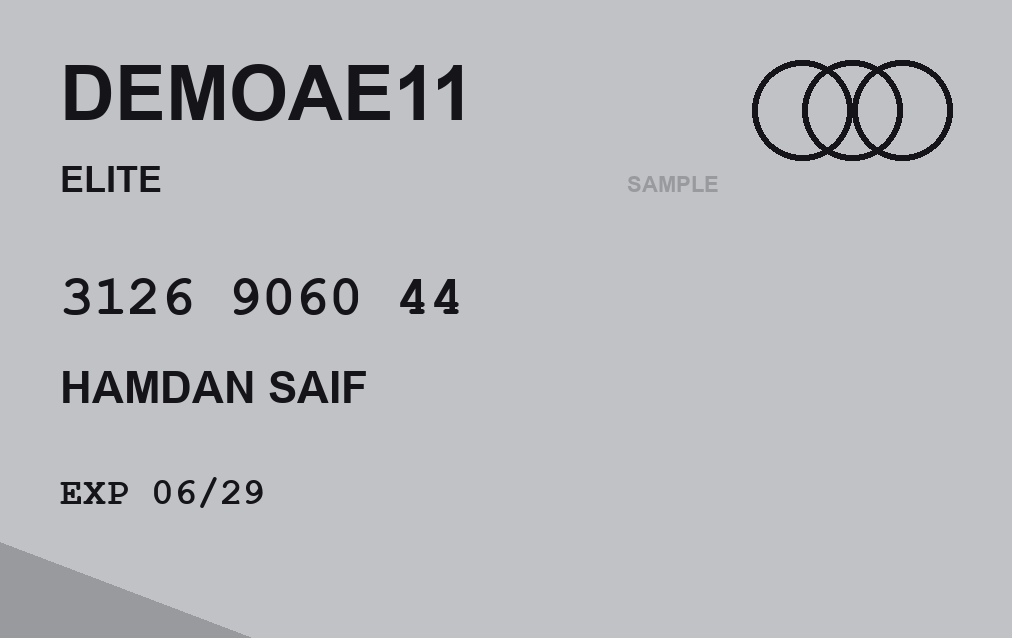 DEMOAE11
ELITE
SAMPLE
3126 9060 44
HAMDAN SAIF
EXP 06/29